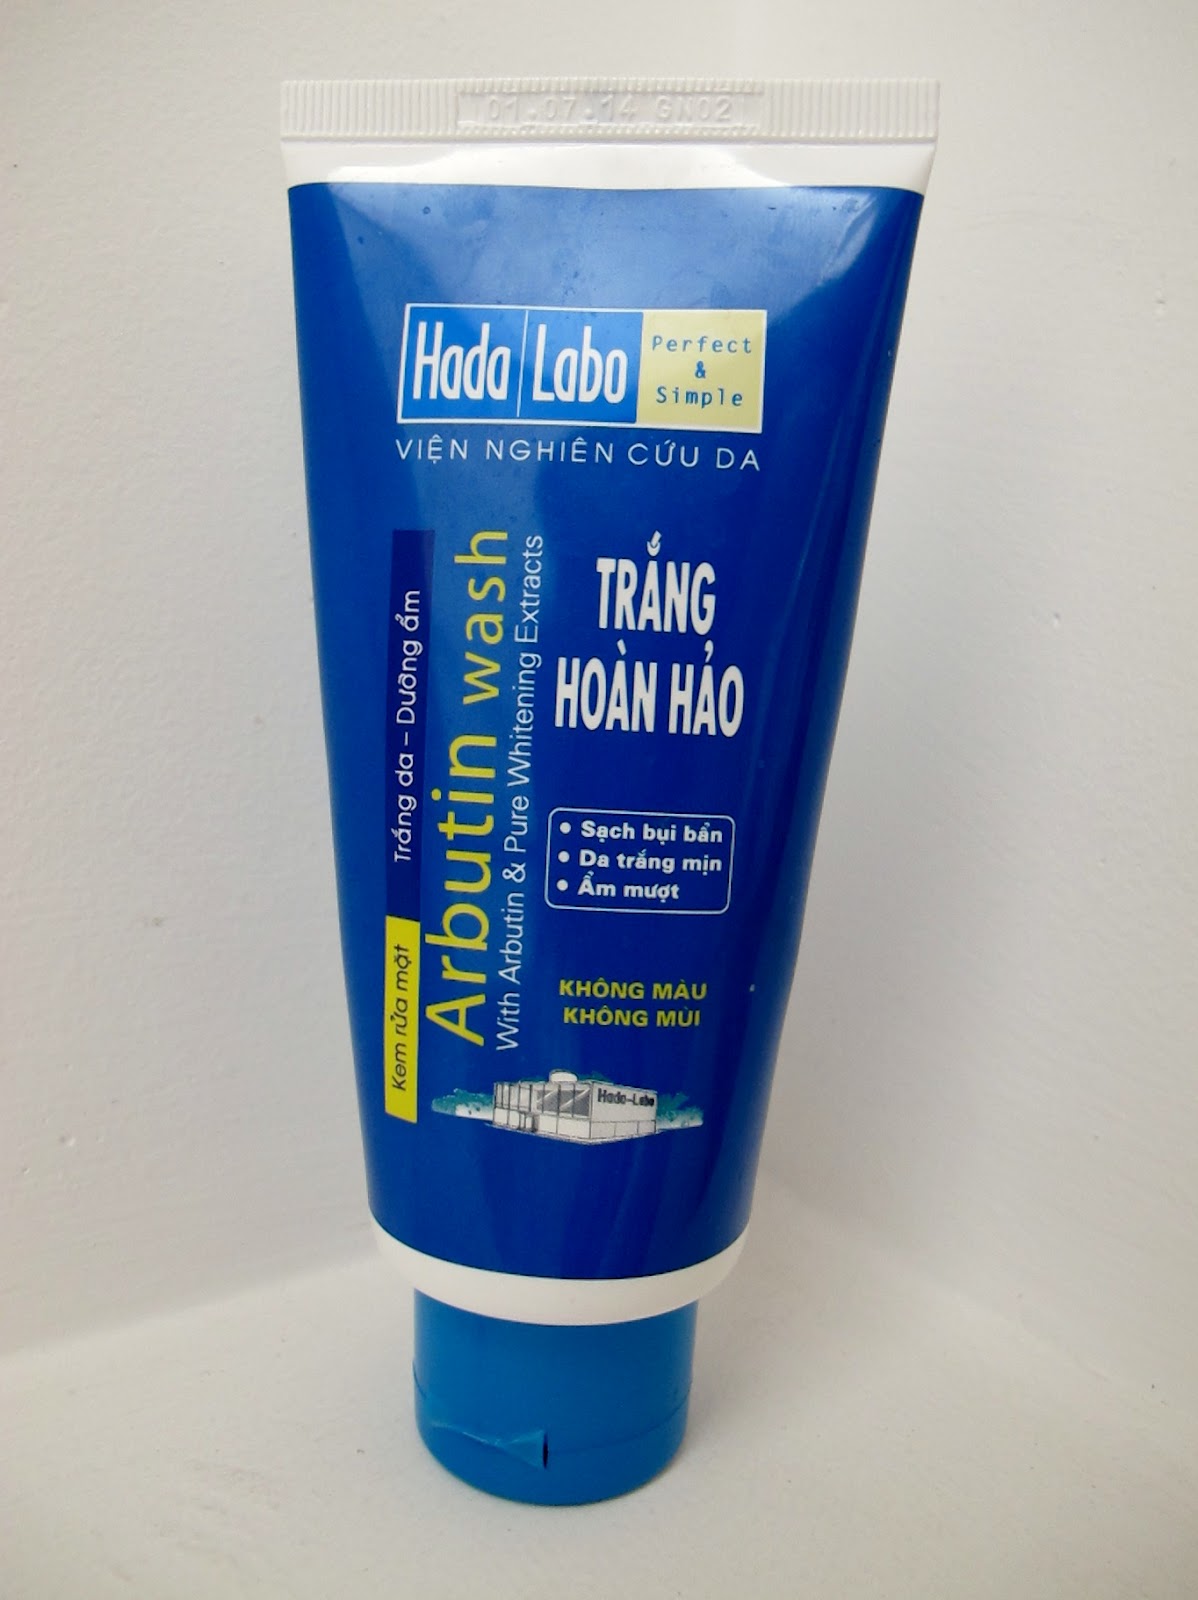 01.07.14 GN02
Hada Labo
Perfect
&
Simple
VIỆN NGHIÊN CỨU DA
Kem rửa mặt
Trắng da – Dưỡng ẩm
Arbutin wash
With Arbutin & Pure Whitening Extracts
TRẮNG
HOÀN HẢO
• Sạch bụi bẩn
• Da trắng mịn
• Ẩm mượt
KHÔNG MÀU
KHÔNG MÙI
Hada-Labo